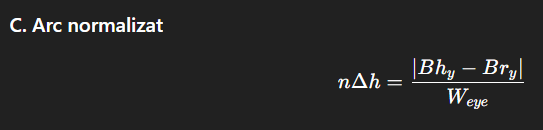 C. Arc normalizat
nΔh = |Bh_y − Br_y| / W_eye